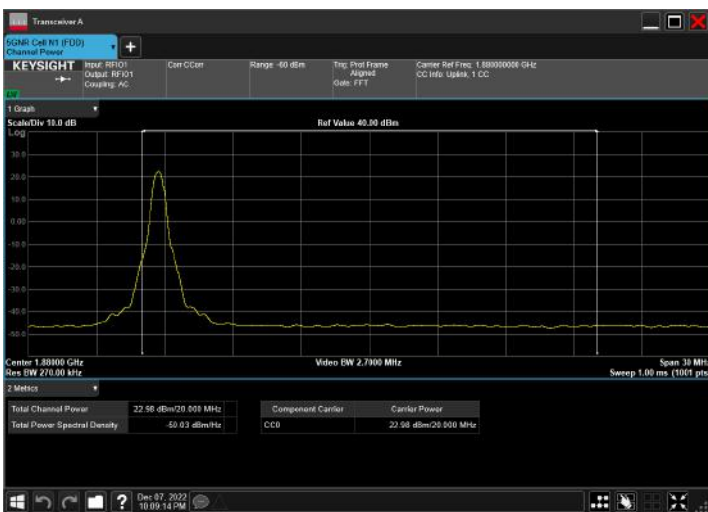 Transceiver A
5GNR Cell N1 (FDD)
Channel Power
KEYSIGHT
Input: RFIO1
Output: RFIO1
Coupling: AC
Corr CCorr
Range: -60 dBm
Trig: Prot Frame
Aligned
Gate: FFT
Carrier Ref Freq: 1.880000000 GHz
CC Info: Uplink, 1 CC
1 Graph
Scale/Div 10.0 dB
Ref Value 40.00 dBm
Log
30.0
20.0
10.0
0.00
-10.0
-20.0
-30.0
-40.0
-50.0
Center 1.88000 GHz
Video BW 2.7000 MHz
Span 30 MHz
Res BW 270.00 kHz
Sweep 1.00 ms (1001 pts
2 Metrics
Total Channel Power 22.98 dBm/20.000 MHz
Total Power Spectral Density -50.03 dBm/Hz
Component Carrier Carrier Power
CC0 22.98 dBm/20.000 MHz
?
Dec 07, 2022
10:09:14 PM